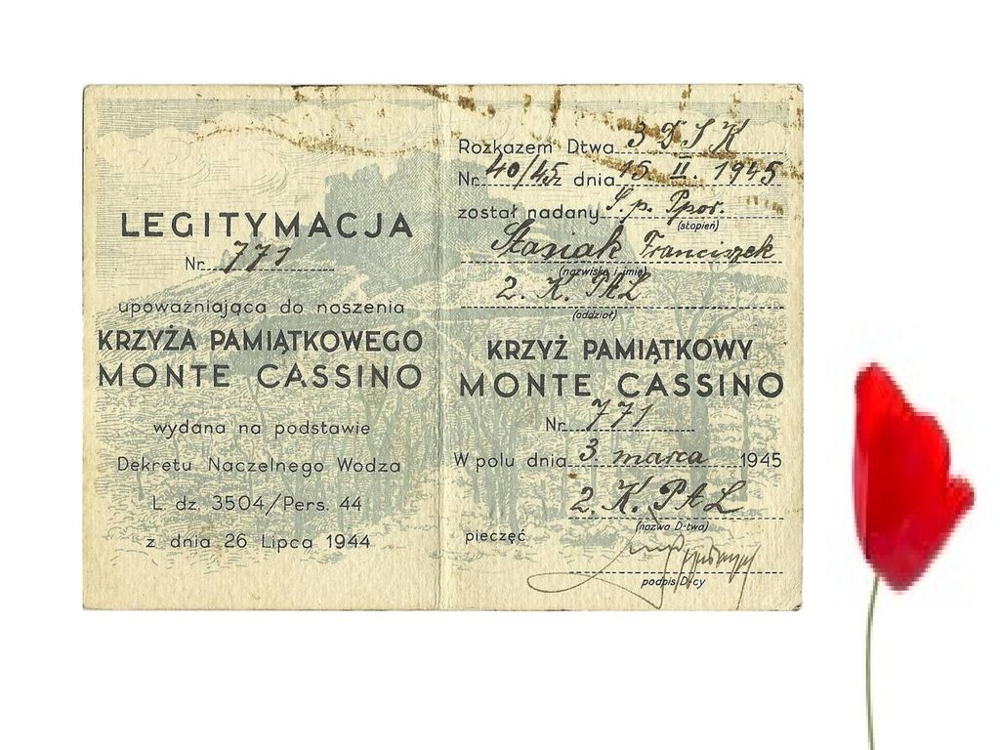 LEGITYMACJA
Nr. 771
upoważniająca do noszenia
KRZYŻA PAMIĄTKOWEGO
MONTE CASSINO
wydana na podstawie
Dekretu Naczelnego Wodza
L. dz. 3504/Pers. 44
z dnia 26 Lipca 1944
Rozkazem Dtwa 3 D S K
Nr. 40/45 z dnia 15. II. 1945
został nadany Ś. p. Ppor.
(stopień)
Stasiak Franciszek
(nazwisko i imię)
2. K. PAL
(oddział)
KRZYŻ PAMIĄTKOWY
MONTE CASSINO
Nr. 771
W polu dnia 3. marca 1945
2. K. PAL
(nazwa D-twa)
pieczęć
podpis D-cy